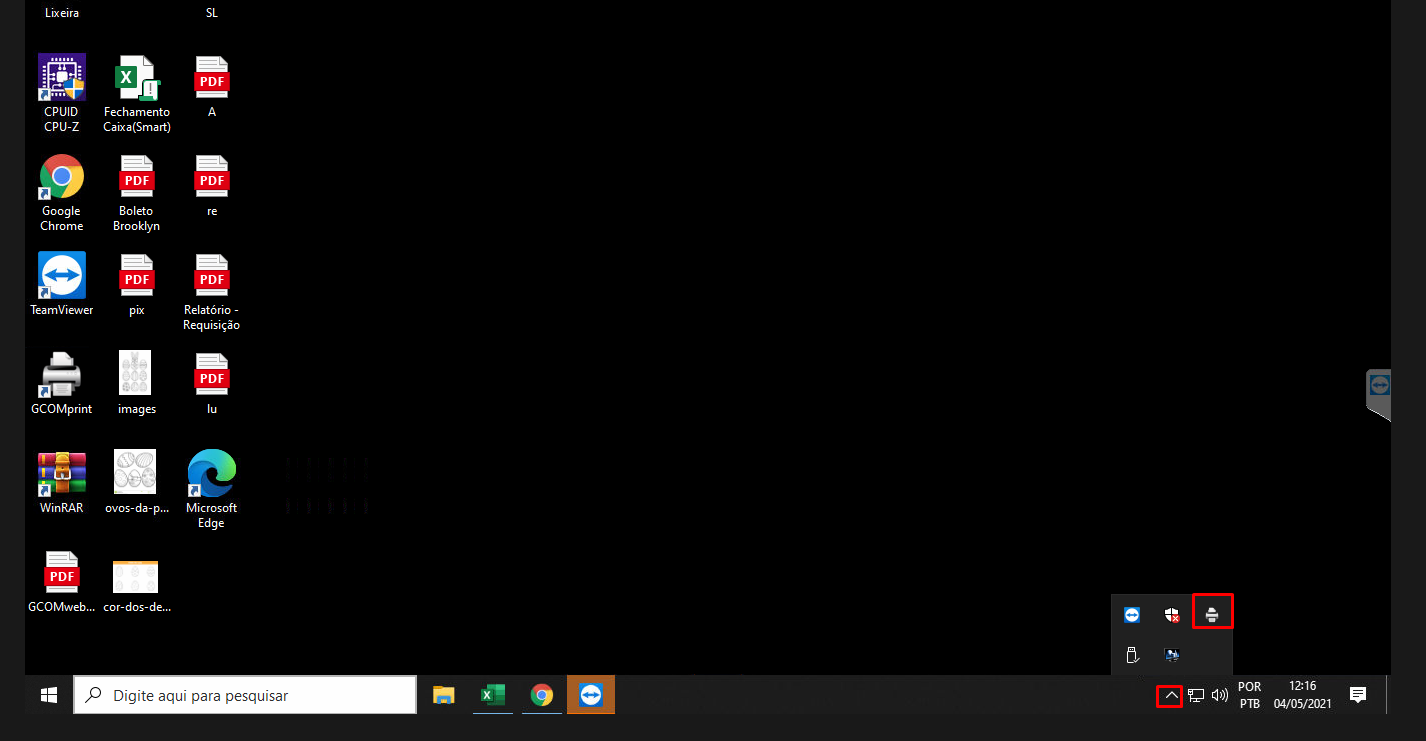 Lixeira
SL
CPUID
CPU-Z
Fechamento
Caixa(Smart)
PDF
A
Google
Chrome
PDF
Boleto
Brooklyn
PDF
re
TeamViewer
PDF
pix
PDF
Relatório -
Requisição
GCOMprint
images
PDF
lu
WinRAR
ovos-da-p...
Microsoft
Edge
PDF
GCOMweb...
cor-dos-de...
Digite aqui para pesquisar
POR
PTB
12:16
04/05/2021